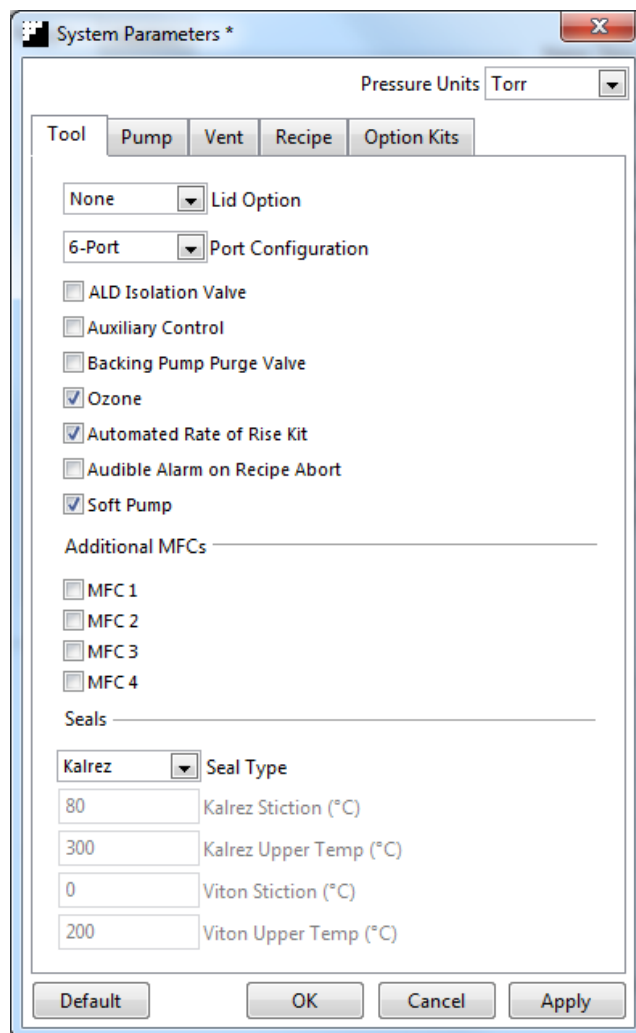 System Parameters *
Pressure Units Torr
Tool Pump Vent Recipe Option Kits
None Lid Option
6-Port Port Configuration
ALD Isolation Valve
Auxiliary Control
Backing Pump Purge Valve
Ozone
Automated Rate of Rise Kit
Audible Alarm on Recipe Abort
Soft Pump
Additional MFCs
MFC 1
MFC 2
MFC 3
MFC 4
Seals
Kalrez Seal Type
80 Kalrez Stiction (°C)
300 Kalrez Upper Temp (°C)
0 Viton Stiction (°C)
200 Viton Upper Temp (°C)
Default OK Cancel Apply